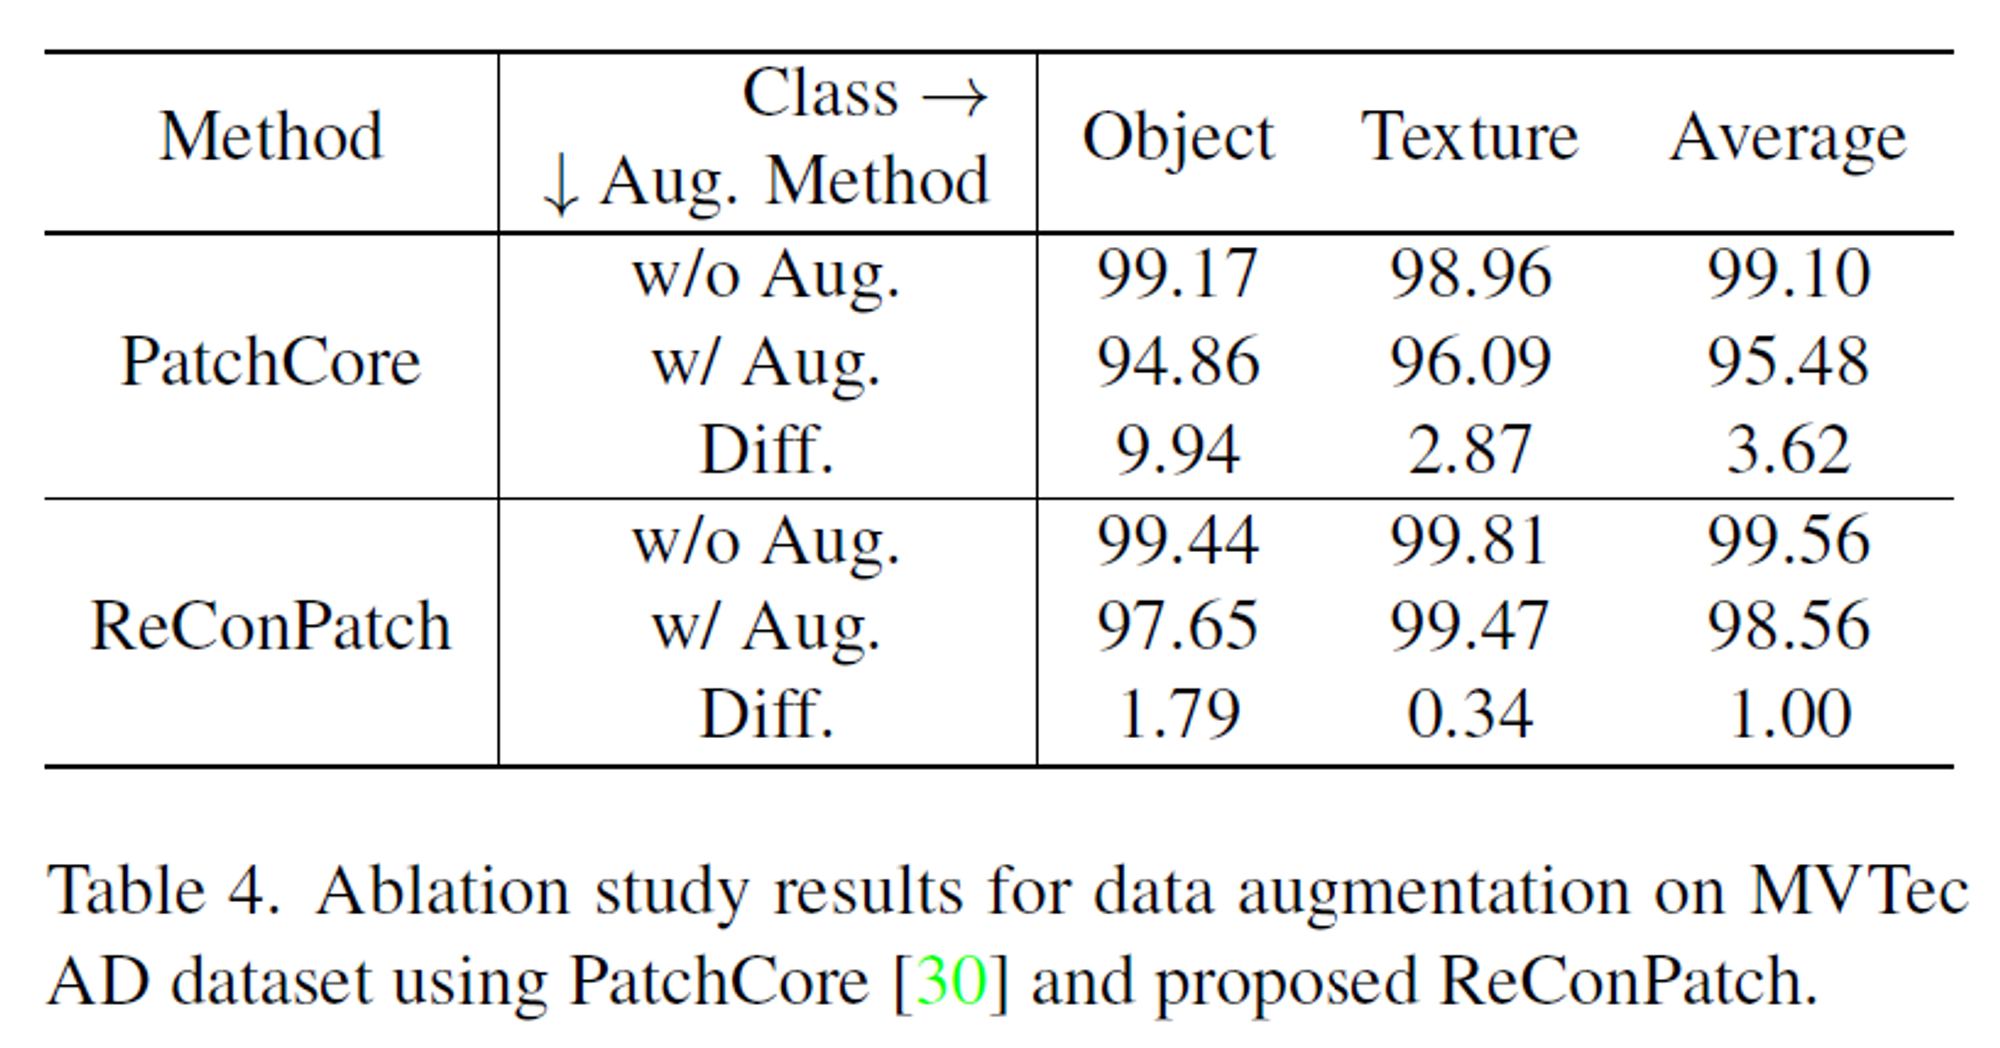 Method Class → Object Texture Average
↓ Aug. Method
w/o Aug. 99.17 98.96 99.10
PatchCore w/ Aug. 94.86 96.09 95.48
Diff. 9.94 2.87 3.62
w/o Aug. 99.44 99.81 99.56
ReConPatch w/ Aug. 97.65 99.47 98.56
Diff. 1.79 0.34 1.00
Table 4. Ablation study results for data augmentation on MVTec
AD dataset using PatchCore [30] and proposed ReConPatch.